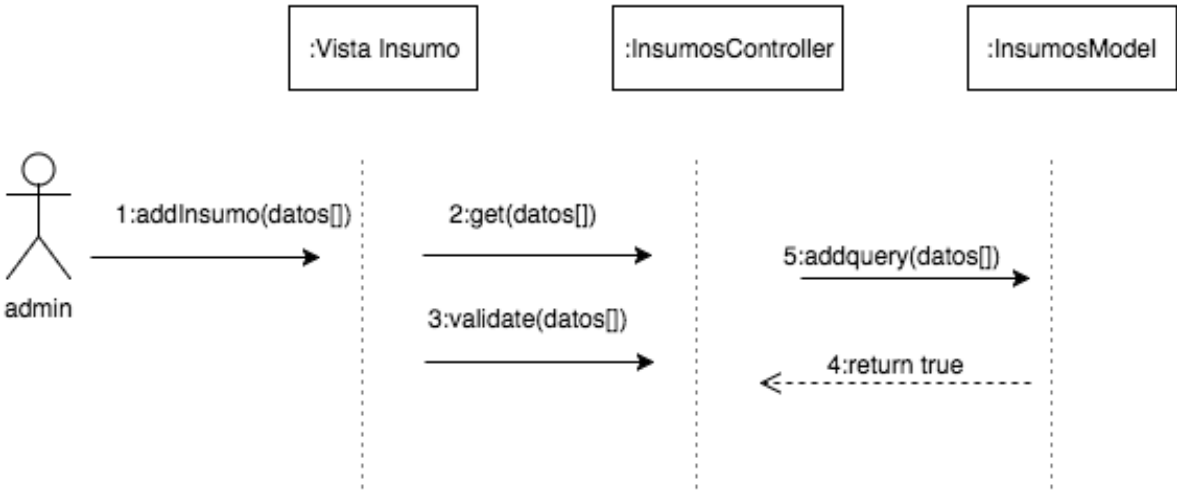 :Vista Insumo
:InsumosController
:InsumosModel
1:addInsumo(datos[])
2:get(datos[])
5:addquery(datos[])
admin
3:validate(datos[])
4:return true